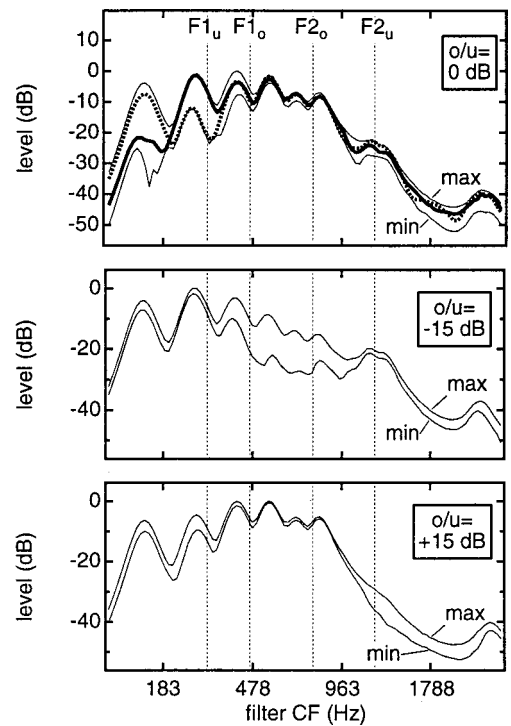 F1u F1o F2o F2u
o/u=
0 dB
10
0
-10
-20
-30
-40
-50
level (dB)
max
min
o/u=
-15 dB
0
-20
-40
level (dB)
max
min
o/u=
+15 dB
0
-20
-40
level (dB)
max
min
183 478 963 1788
filter CF (Hz)